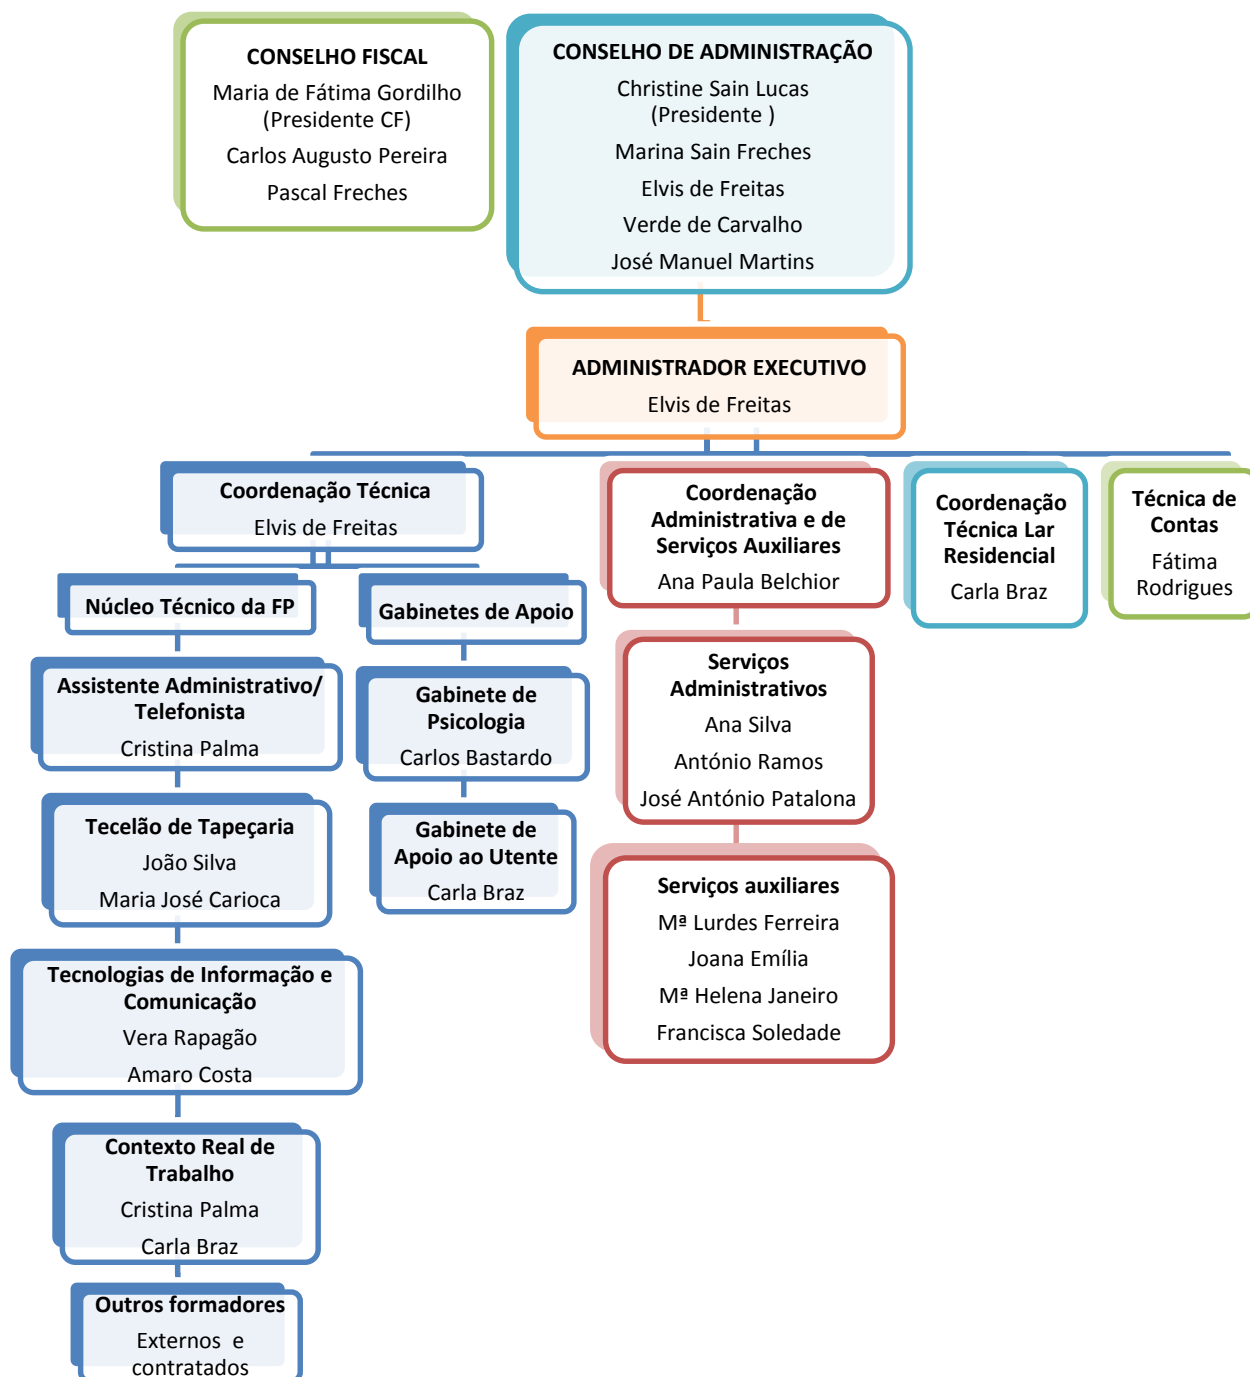 CONSELHO FISCAL
Maria de Fátima Gordilho
(Presidente CF)
Carlos Augusto Pereira
Pascal Freches
CONSELHO DE ADMINISTRAÇÃO
Christine Sain Lucas
(Presidente )
Marina Sain Freches
Elvis de Freitas
Verde de Carvalho
José Manuel Martins
ADMINISTRADOR EXECUTIVO
Elvis de Freitas
Coordenação Técnica
Elvis de Freitas
Núcleo Técnico da FP
Assistente Administrativo/
Telefonista
Cristina Palma
Tecelão de Tapeçaria
João Silva
Maria José Carioca
Tecnologias de Informação e
Comunicação
Vera Rapagão
Amaro Costa
Contexto Real de
Trabalho
Cristina Palma
Carla Braz
Outros formadores
Externos e
contratados
Gabinetes de Apoio
Gabinete de
Psicologia
Carlos Bastardo
Gabinete de
Apoio ao Utente
Carla Braz
Coordenação
Administrativa e de
Serviços Auxiliares
Ana Paula Belchior
Serviços
Administrativos
Ana Silva
António Ramos
José António Patalona
Serviços auxiliares
Mª Lurdes Ferreira
Joana Emília
Mª Helena Janeiro
Francisca Soledade
Coordenação
Técnica Lar
Residencial
Carla Braz
Técnica de
Contas
Fátima
Rodrigues